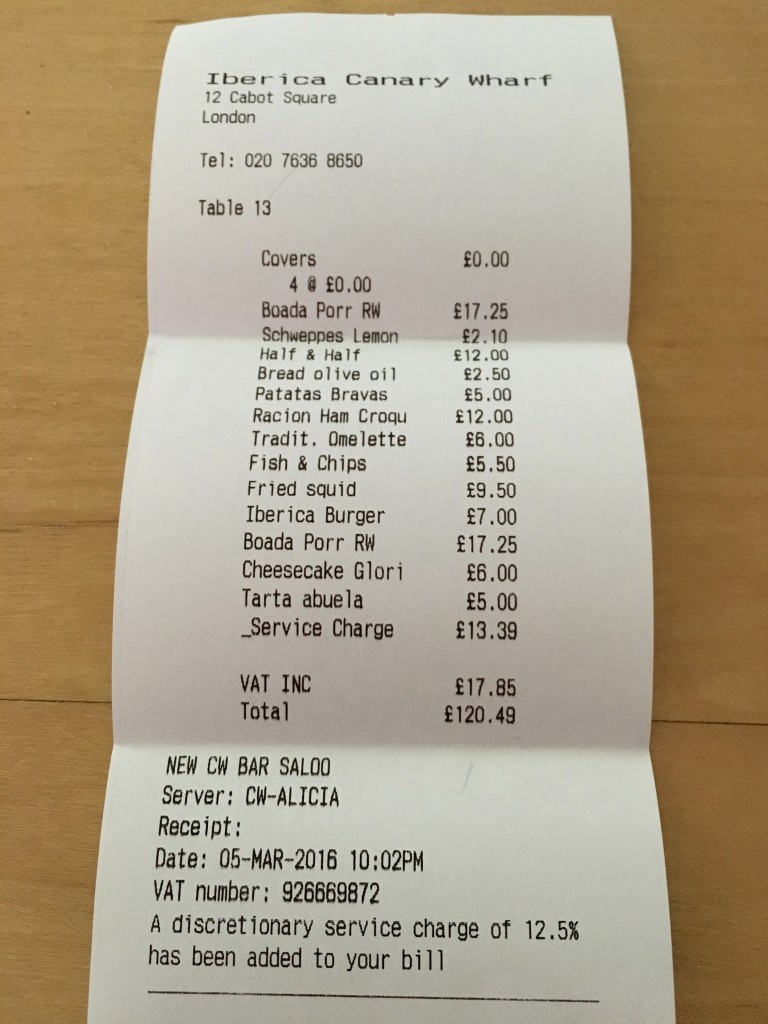 Iberica Canary Wharf
12 Cabot Square
London
Tel: 020 7636 8650
Table 13
Covers £0.00
4 @ £0.00
Boada Porr RW £17.25
Schweppes Lemon £2.10
Half & Half £12.00
Bread olive oil £2.50
Patatas Bravas £5.00
Racion Ham Croqu £12.00
Tradit. Omelette £6.00
Fish & Chips £5.50
Fried squid £9.50
Iberica Burger £7.00
Boada Porr RW £17.25
Cheesecake Glori £6.00
Tarta abuela £5.00
_Service Charge £13.39
VAT INC £17.85
Total £120.49
NEW CW BAR SALOO
Server: CW-ALICIA
Receipt:
Date: 05-MAR-2016 10:02PM
VAT number: 926669872
A discretionary service charge of 12.5%
has been added to your bill